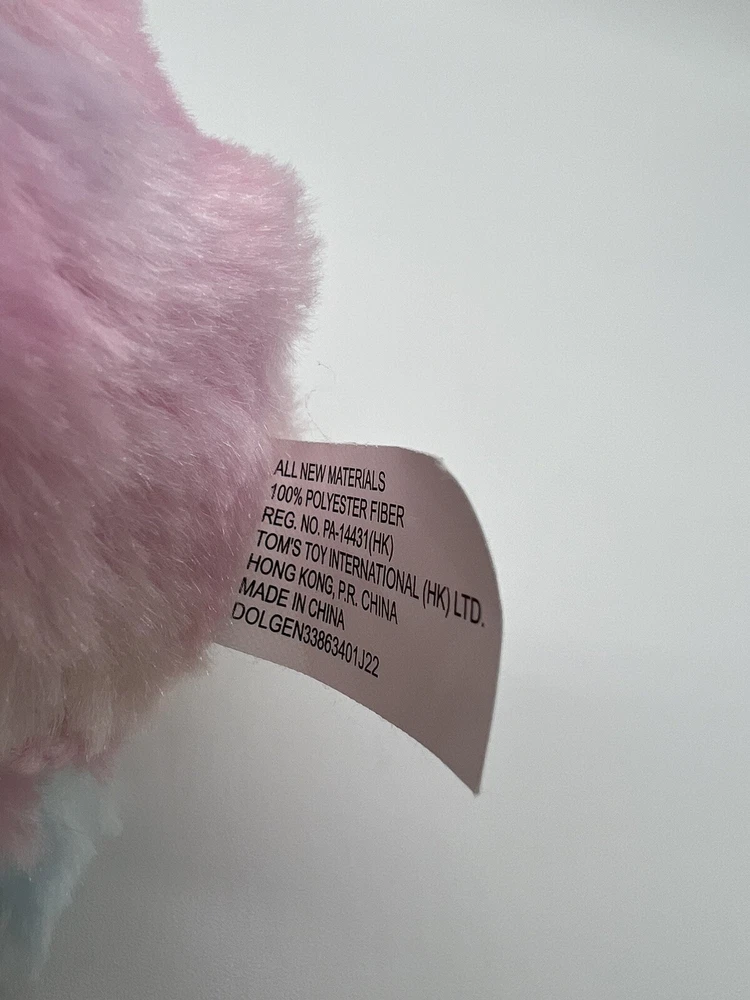 ALL NEW MATERIALS
100% POLYESTER FIBER
REG. NO. PA-14431(HK)
TOM'S TOY INTERNATIONAL (HK) LTD.
HONG KONG, P.R. CHINA
MADE IN CHINA
DOLGEN33863401J22